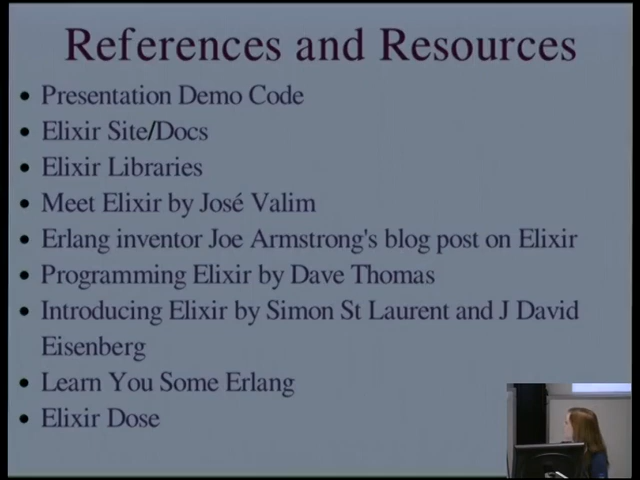 References and Resources
Presentation Demo Code
Elixir Site/Docs
Elixir Libraries
Meet Elixir by José Valim
Erlang inventor Joe Armstrong's blog post on Elixir
Programming Elixir by Dave Thomas
Introducing Elixir by Simon St Laurent and J David
Eisenberg
Learn You Some Erlang
Elixir Dose